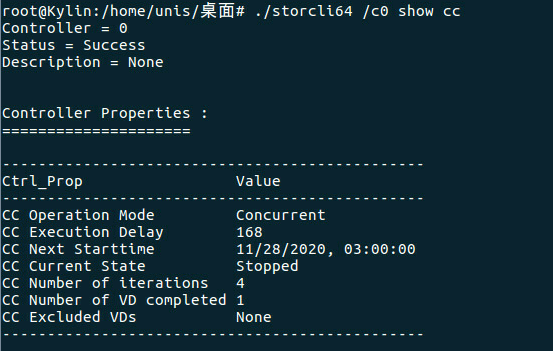 root@Kylin:/home/unis/桌面# ./storcli64 /c0 show cc
Controller = 0
Status = Success
Description = None
Controller Properties :
=====================
-----------------------------------------------
Ctrl_Prop                 Value
-----------------------------------------------
CC Operation Mode         Concurrent
CC Execution Delay        168
CC Next Starttime         11/28/2020, 03:00:00
CC Current State          Stopped
CC Number of iterations   4
CC Number of VD completed 1
CC Excluded VDs           None
-----------------------------------------------